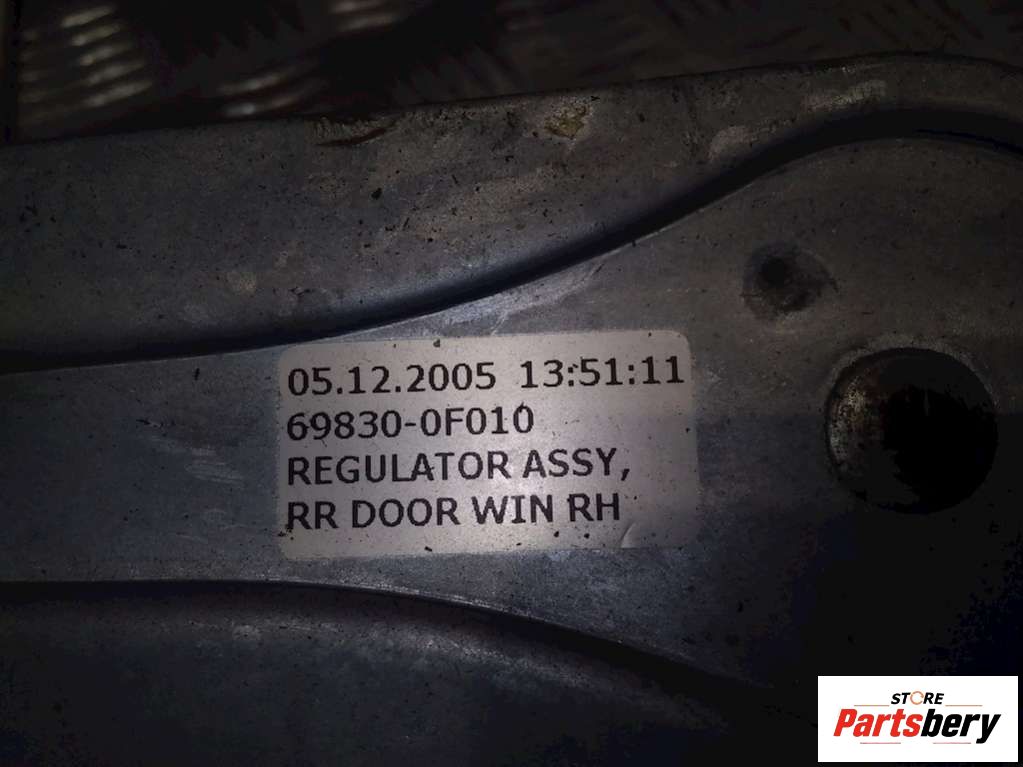 05.12.2005 13:51:11
69830-0F010
REGULATOR ASSY,
RR DOOR WIN RH
STORE
Partsbery